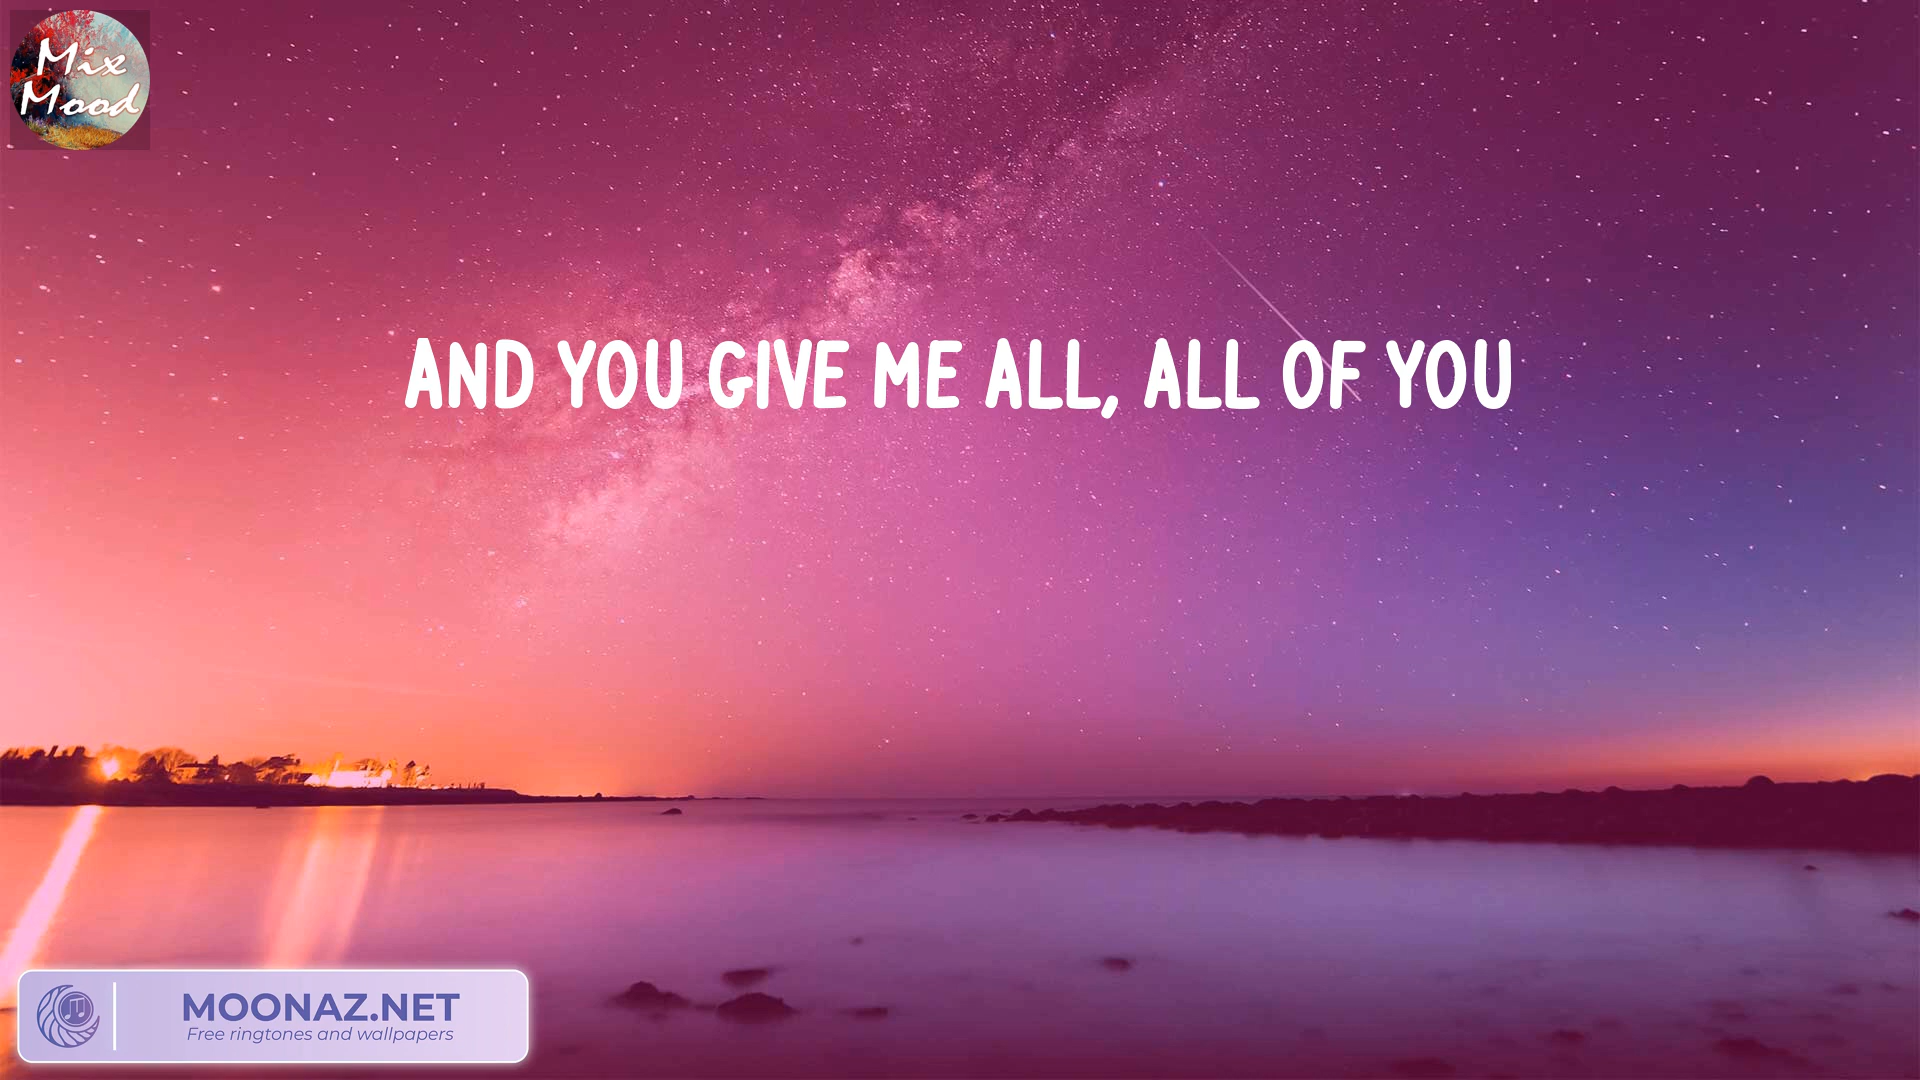 Mix
Mood
AND YOU GIVE ME ALL, ALL OF YOU
MOONAZ.NET
Free ringtones and wallpapers